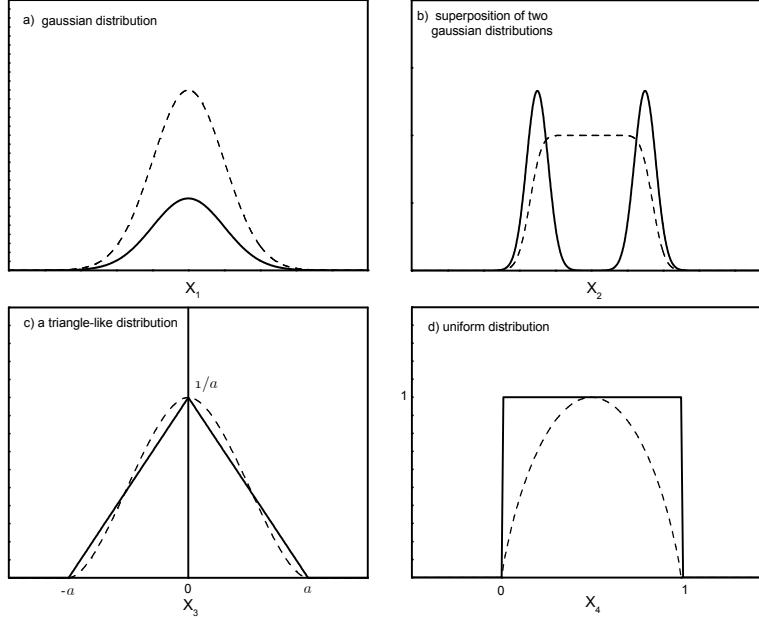 a) gaussian distribution
X₁
b) superposition of two
gaussian distributions
X₂
c) a triangle-like distribution
1/a
-a
0
a
X₃
d) uniform distribution
1
0
1
X₄